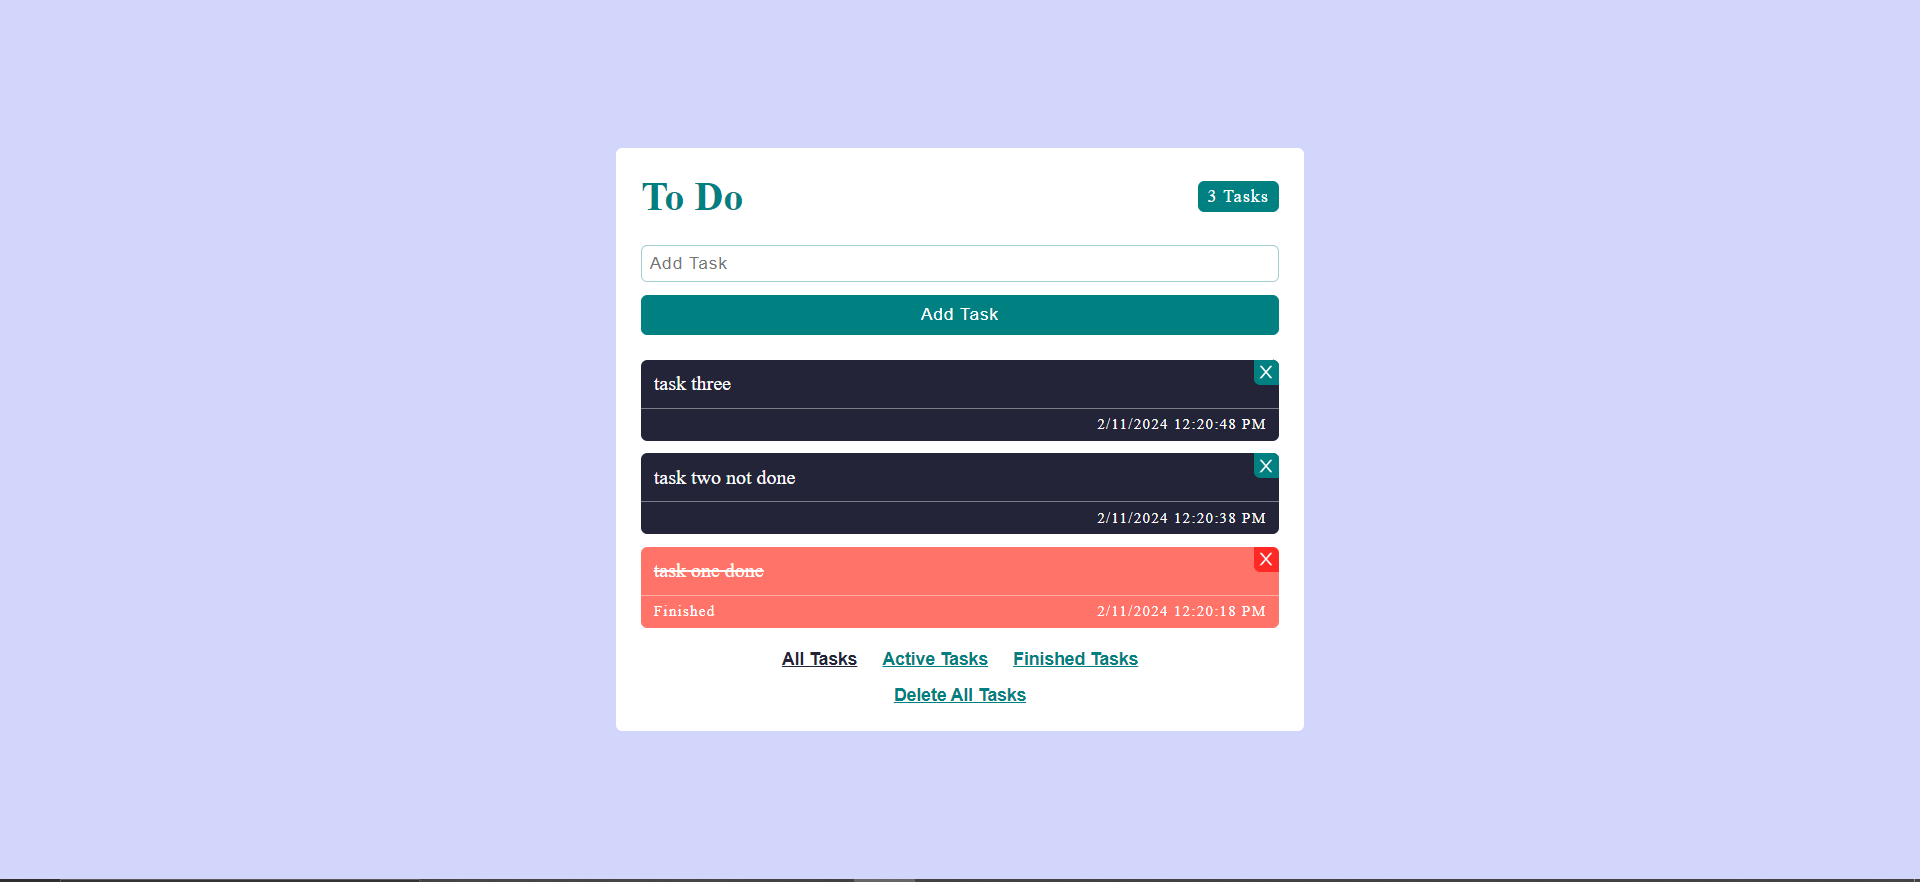 To Do
3 Tasks
Add Task
Add Task
X
task three
2/11/2024 12:20:48 PM
X
task two not done
2/11/2024 12:20:38 PM
X
task one done
Finished 2/11/2024 12:20:18 PM
All Tasks Active Tasks Finished Tasks
Delete All Tasks